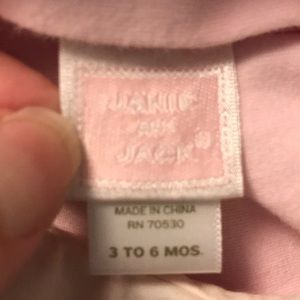 JANIE
AND
JACK®
MADE IN CHINA
RN 70530
3 TO 6 MOS.